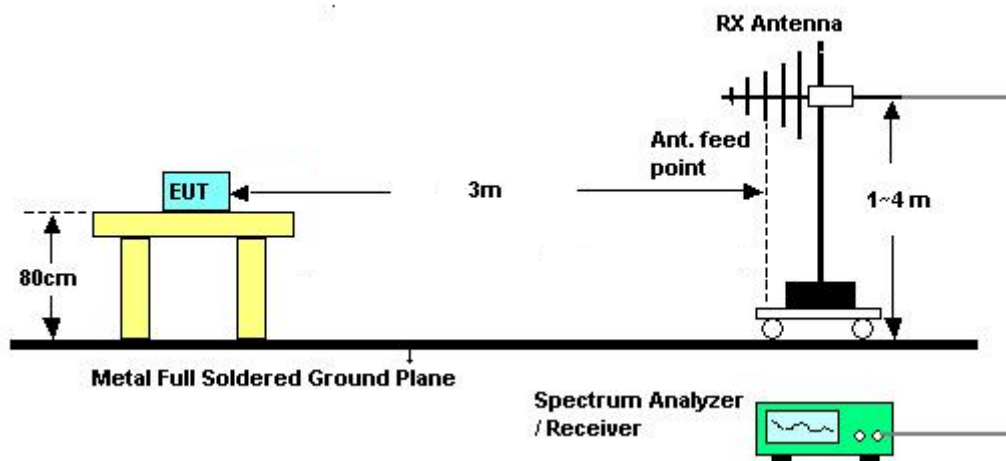 RX Antenna
Ant. feed
point
EUT
3m
1~4 m
80cm
Metal Full Soldered Ground Plane
Spectrum Analyzer
/ Receiver